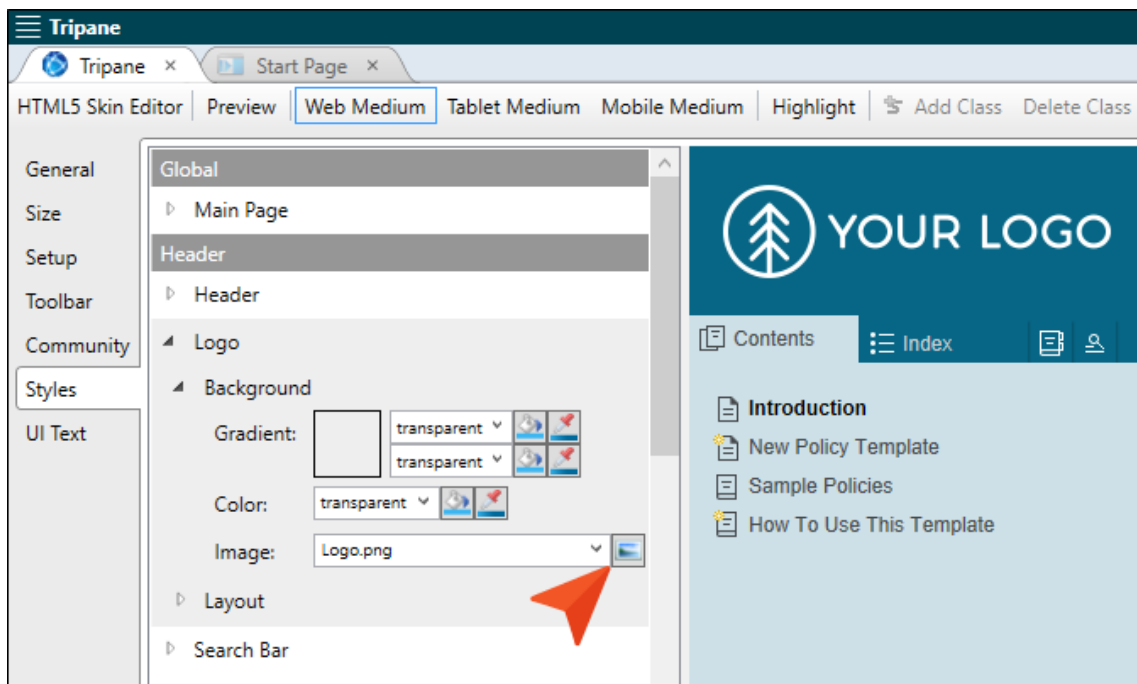 Tripane
Tripane
Start Page
HTML5 Skin Editor Preview Web Medium Tablet Medium Mobile Medium Highlight Add Class Delete Class
General
Size
Setup
Toolbar
Community
Styles
UI Text
Global
Main Page
Header
Header
Logo
Background
Gradient: transparent
transparent
Color: transparent
Image: Logo.png
Layout
Search Bar
YOUR LOGO
Contents Index
Introduction
New Policy Template
Sample Policies
How To Use This Template